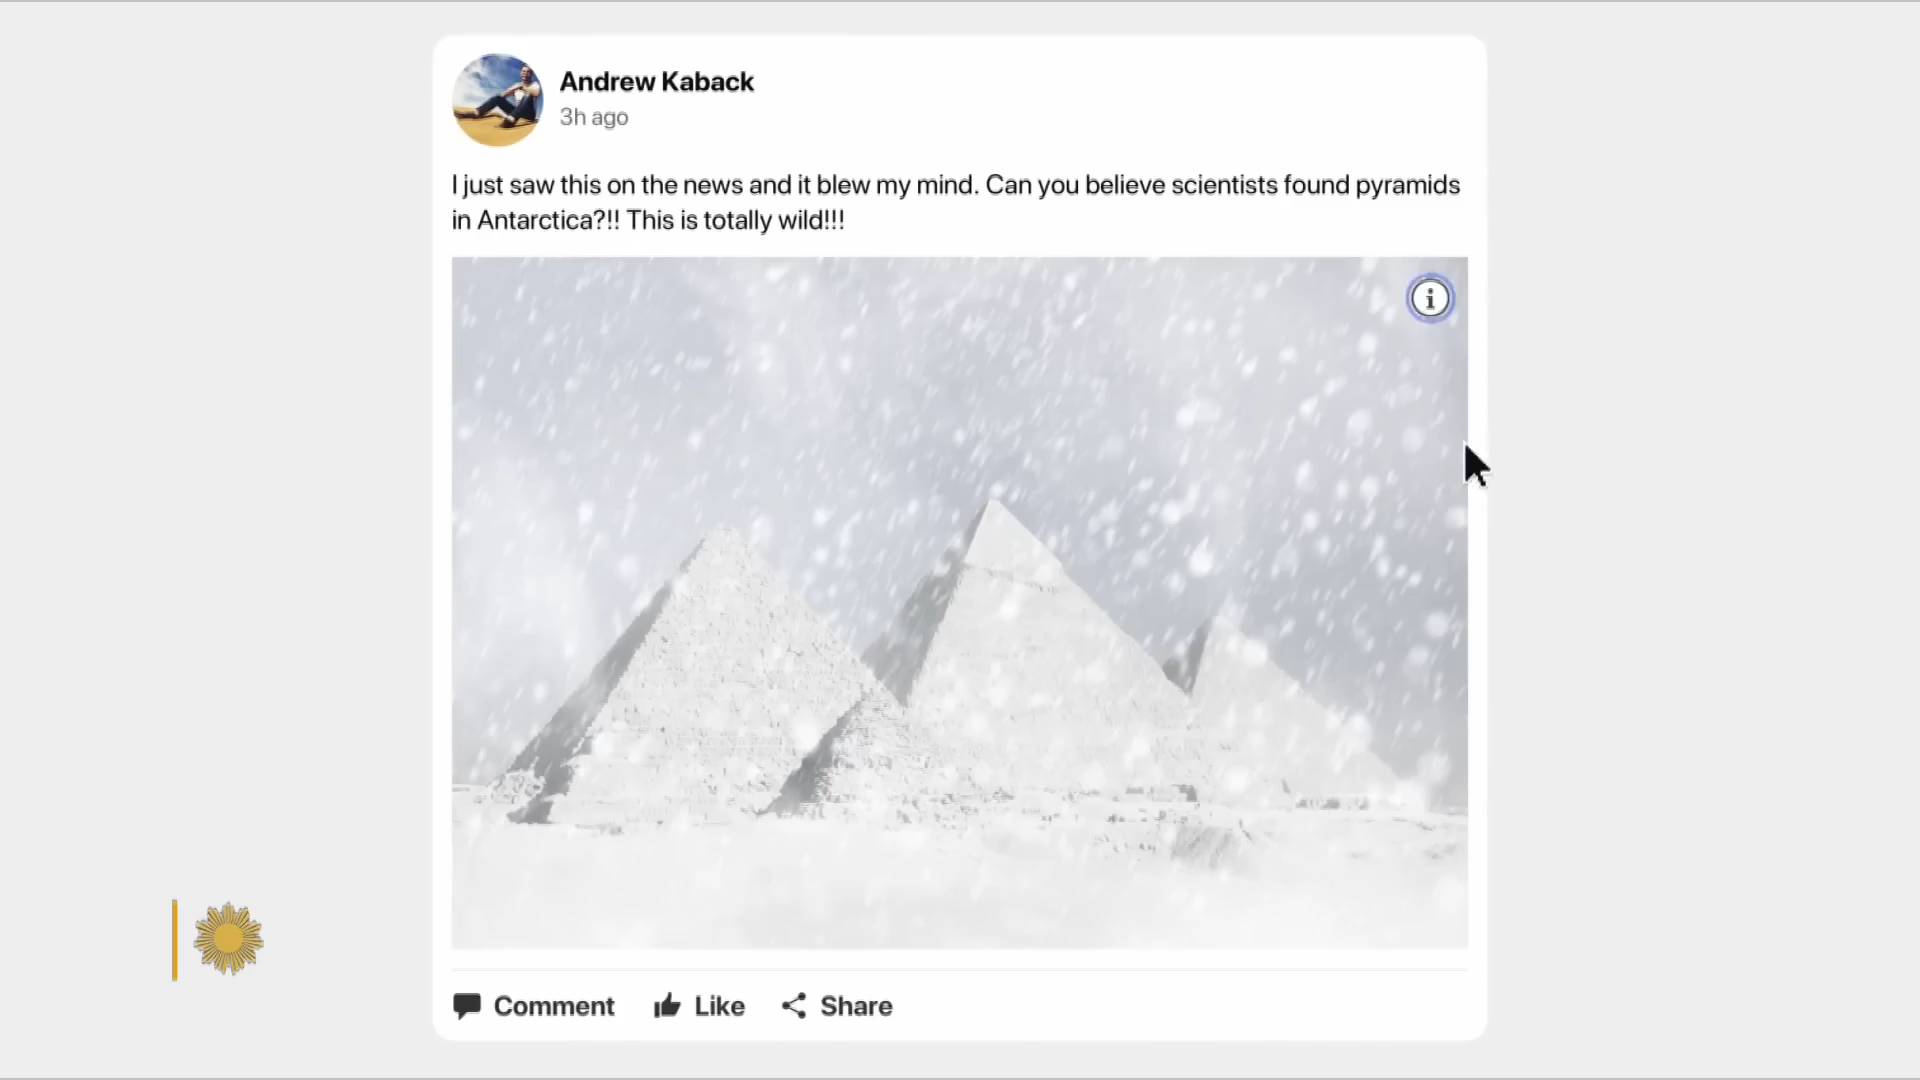 Andrew Kaback
3h ago
I just saw this on the news and it blew my mind. Can you believe scientists found pyramids
in Antarctica?!! This is totally wild!!!
i
Comment Like Share